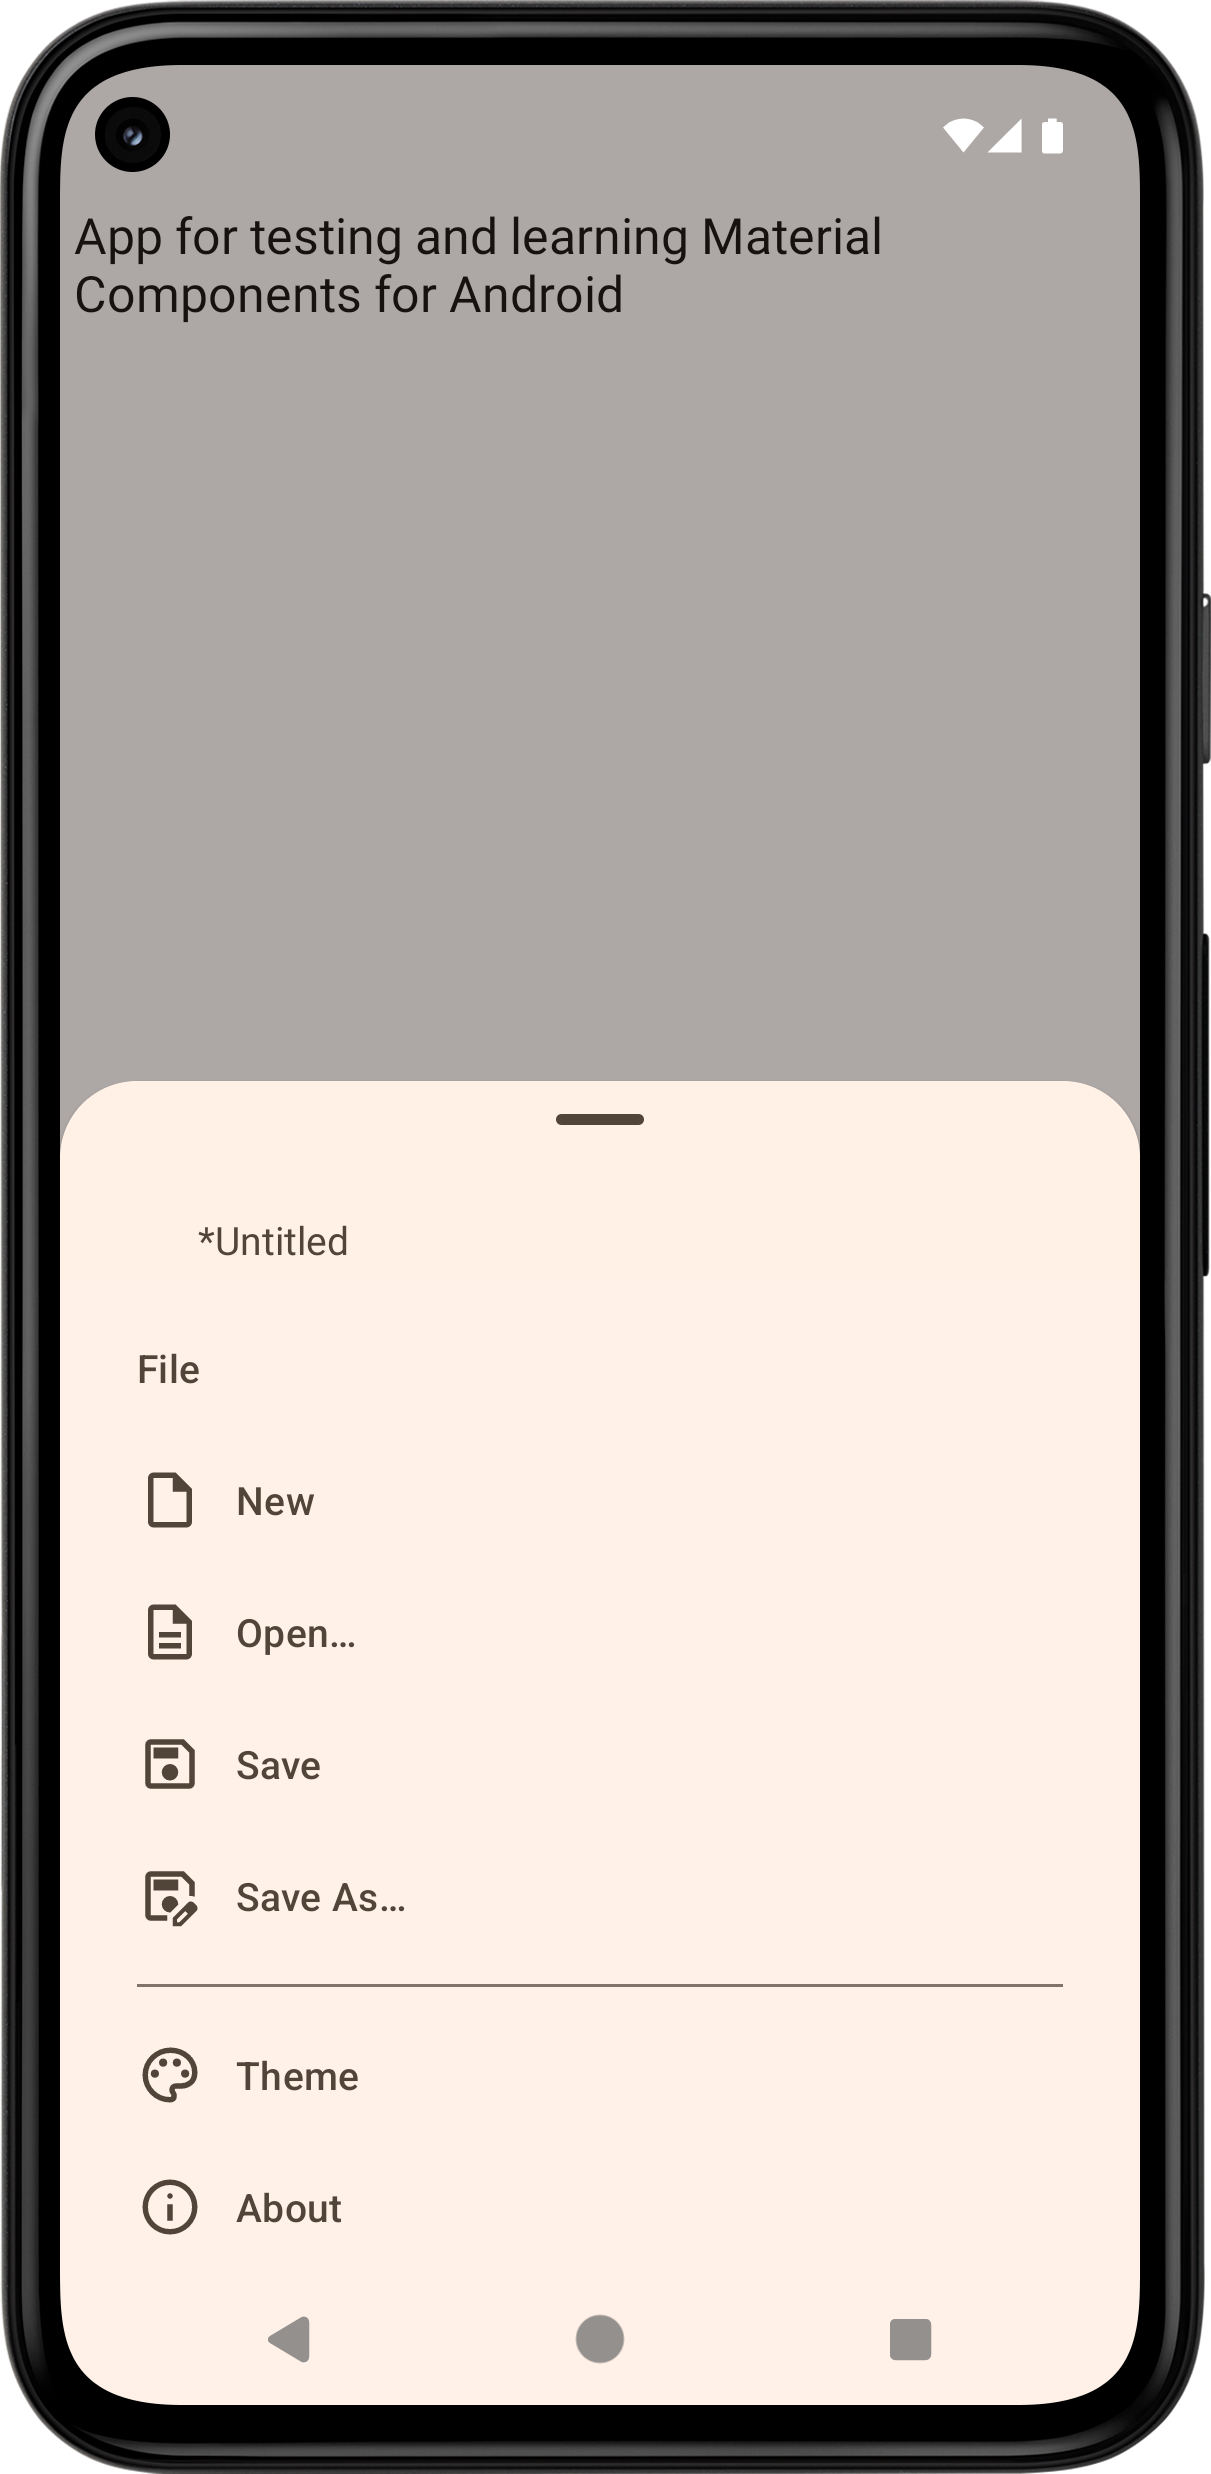 App for testing and learning Material
Components for Android
*Untitled
File
New
Open…
Save
Save As…
Theme
About